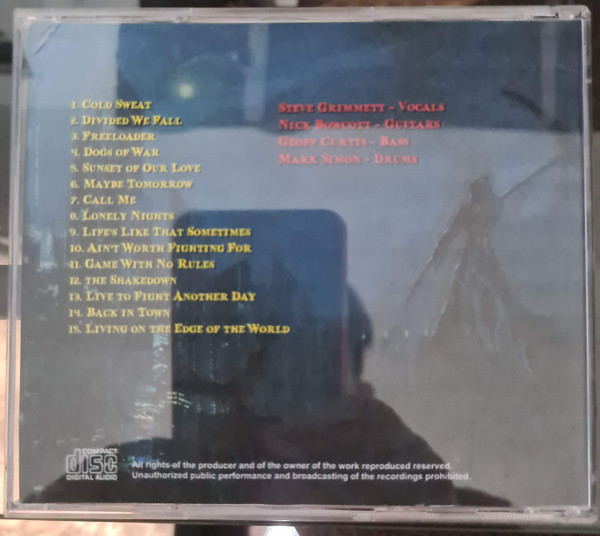 1. Cold Sweat
2. Divided We Fall
3. Freeloader
4. Dogs of War
5. Sunset of Our Love
6. Maybe Tomorrow
7. Call Me
8. Lonely Nights
9. Life's Like That Sometimes
10. Ain't Worth Fighting For
11. Game With No Rules
12. the Shakedown
13. Live to Fight Another Day
14. Back in Town
15. Living on the Edge of the World
Steve Grimmett - Vocals
Nick Bowcott - Guitars
Geoff Curtis - Bass
Mark Simon - Drums
COMPACT
disc
DIGITAL AUDIO
All rights of the producer and of the owner of the work reproduced reserved.
Unauthorized public performance and broadcasting of the recordings prohibited.